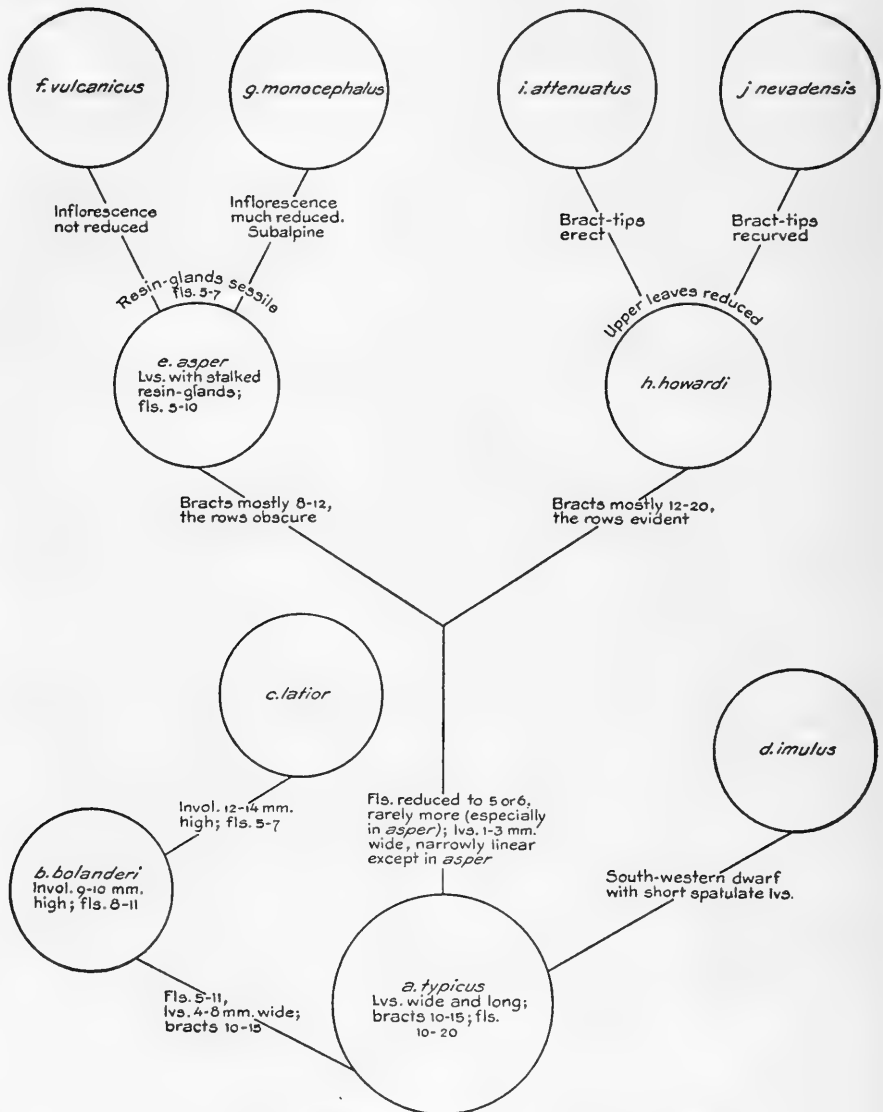 f. vulcanicus
g. monocephalus
i. attenuatus
j nevadensis
Inflorescence
not reduced
Inflorescence
much reduced.
Subalpine
Bract-tips
erect
Bract-tips
recurved
Resin-glands sessile
fls. 5-7
Upper leaves reduced
e. asper
Lvs. with stalked
resin-glands;
fls. 5-10
h. howardi
Bracts mostly 8-12,
the rows obscure
Bracts mostly 12-20,
the rows evident
c. latior
d. imulus
Invol. 12-14 mm.
high; fls. 5-7
Fls. reduced to 5 or 6,
rarely more (especially
in asper); lvs. 1-3 mm.
wide, narrowly linear
except in asper
b. bolanderi
Invol. 9-10 mm.
high; fls. 8-11
South-western dwarf
with short spatulate lvs.
Fls. 5-11,
lvs. 4-8 mm. wide;
bracts 10-15
a. typicus
Lvs. wide and long;
bracts 10-15; fls.
10-20